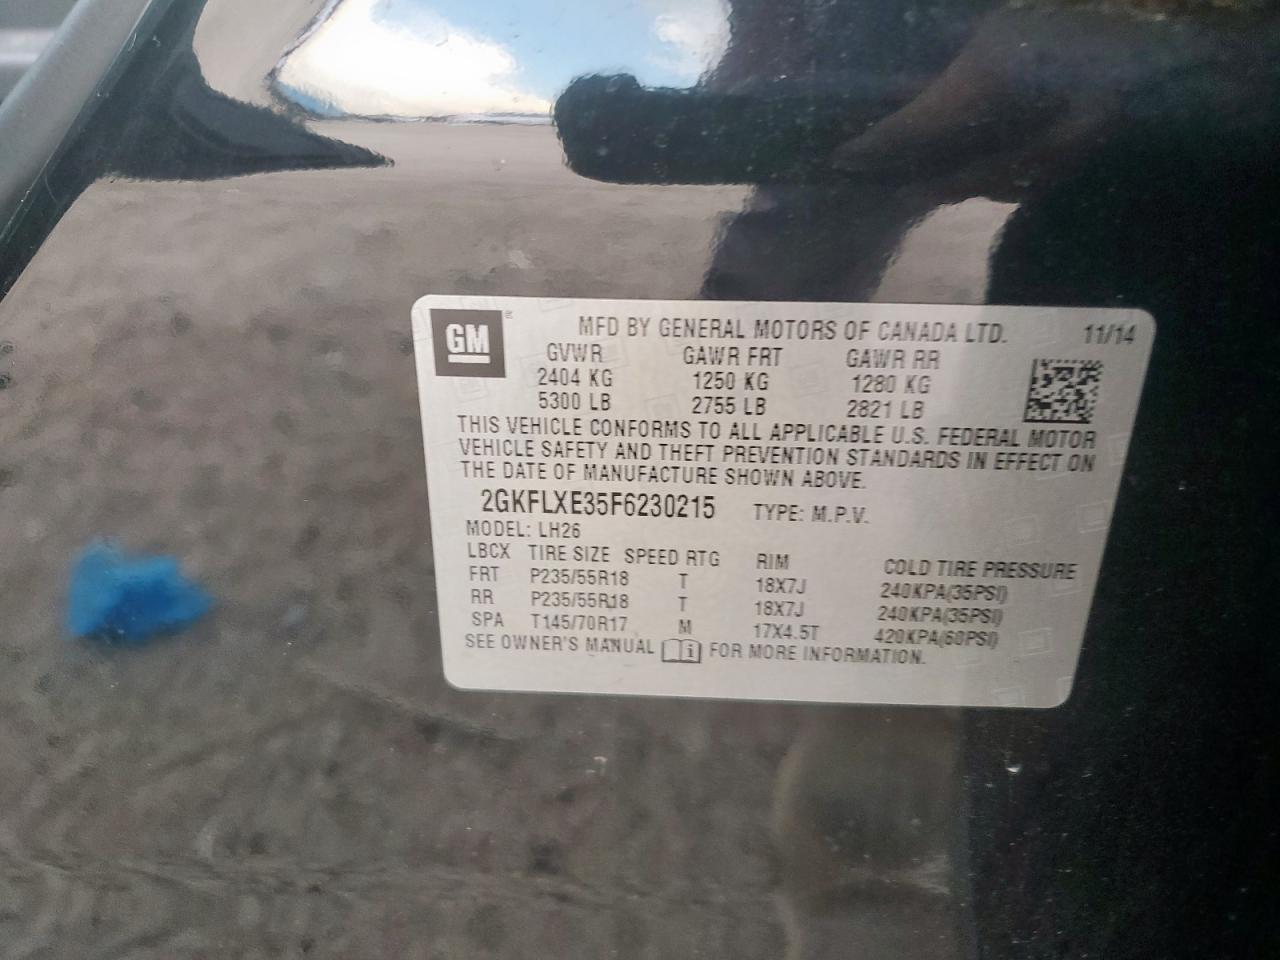 GM
MFD BY GENERAL MOTORS OF CANADA LTD. 11/14
GVWR GAWR FRT GAWR RR
2404 KG 1250 KG 1280 KG
5300 LB 2755 LB 2821 LB
THIS VEHICLE CONFORMS TO ALL APPLICABLE U.S. FEDERAL MOTOR
VEHICLE SAFETY AND THEFT PREVENTION STANDARDS IN EFFECT ON
THE DATE OF MANUFACTURE SHOWN ABOVE.
2GKFLXE35F6230215 TYPE: M.P.V.
MODEL: LH26
LBCX TIRE SIZE SPEED RTG RIM COLD TIRE PRESSURE
FRT P235/55R18 T 18X7J 240KPA(35PSI)
RR P235/55R18 T 18X7J 240KPA(35PSI)
SPA T145/70R17 M 17X4.5T 420KPA(60PSI)
SEE OWNER'S MANUAL i FOR MORE INFORMATION.